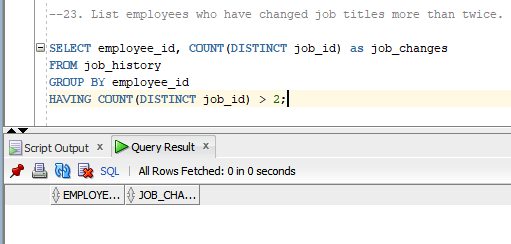 --23. List employees who have changed job titles more than twice.
SELECT employee_id, COUNT(DISTINCT job_id) as job_changes
FROM job_history
GROUP BY employee_id
HAVING COUNT(DISTINCT job_id) > 2;
Script Output x Query Result x
SQL | All Rows Fetched: 0 in 0 seconds
EMPLOYE... JOB_CHA...